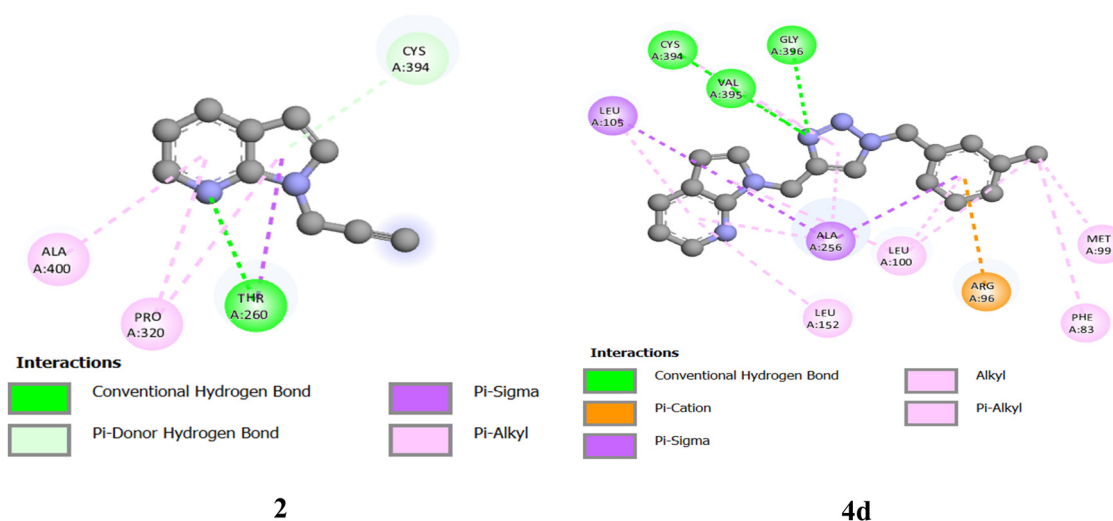 CYS
A:394
ALA
A:400
PRO
A:320
THR
A:260
Interactions
Conventional Hydrogen Bond
Pi-Donor Hydrogen Bond
Pi-Sigma
Pi-Alkyl
2
CYS
A:394
GLY
A:396
VAL
A:395
LEU
A:105
ALA
A:256
LEU
A:100
MET
A:99
ARG
A:96
PHE
A:83
LEU
A:152
Interactions
Conventional Hydrogen Bond
Pi-Cation
Pi-Sigma
Alkyl
Pi-Alkyl
4d